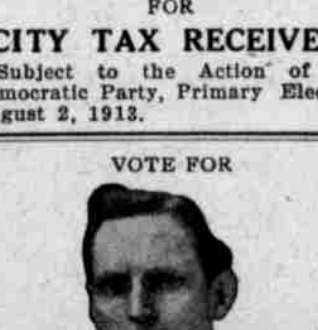 FOR
CITY TAX RECEIVE
Subject to the Action of
mocratic Party, Primary Elec
gust 2, 1913.
VOTE FOR